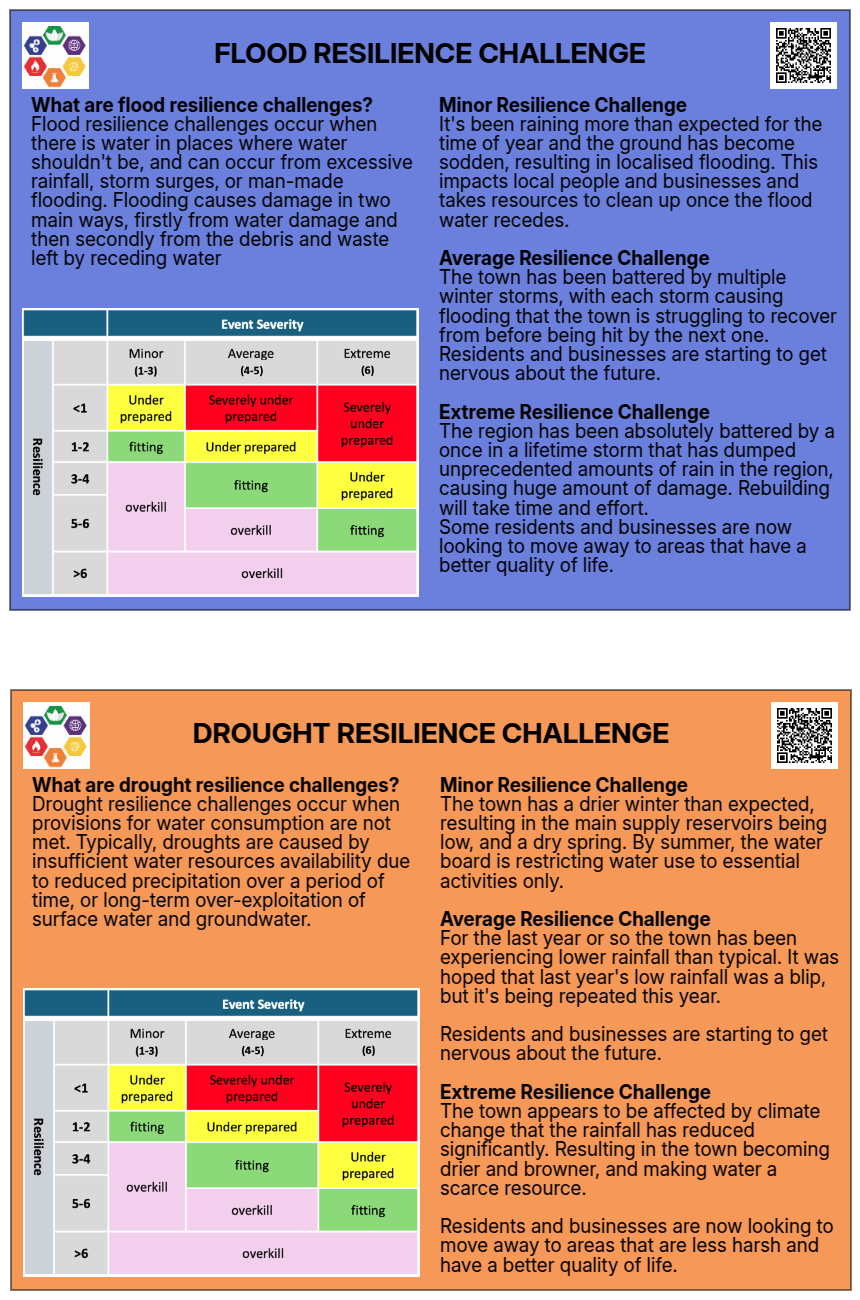 FLOOD RESILIENCE CHALLENGE
What are flood resilience challenges?
Flood resilience challenges occur when
there is water in places where water
shouldn't be, and can occur from excessive
rainfall, storm surges, or man-made
flooding. Flooding causes damage in two
main ways, firstly from water damage and
then secondly from the debris and waste
left by receding water
Event Severity
Minor
(1-3)
Average
(4-5)
Extreme
(6)
Resilience
<1
Under
prepared
Severely under
prepared
Severely
under
prepared
1-2
fitting
Under prepared
3-4
overkill
fitting
Under
prepared
5-6
overkill
fitting
>6
overkill
Minor Resilience Challenge
It's been raining more than expected for the
time of year and the ground has become
sodden, resulting in localised flooding. This
impacts local people and businesses and
takes resources to clean up once the flood
water recedes.
Average Resilience Challenge
The town has been battered by multiple
winter storms, with each storm causing
flooding that the town is struggling to recover
from before being hit by the next one.
Residents and businesses are starting to get
nervous about the future.
Extreme Resilience Challenge
The region has been absolutely battered by a
once in a lifetime storm that has dumped
unprecedented amounts of rain in the region,
causing huge amount of damage. Rebuilding
will take time and effort.
Some residents and businesses are now
looking to move away to areas that have a
better quality of life.
DROUGHT RESILIENCE CHALLENGE
What are drought resilience challenges?
Drought resilience challenges occur when
provisions for water consumption are not
met. Typically, droughts are caused by
insufficient water resources availability due
to reduced precipitation over a period of
time, or long-term over-exploitation of
surface water and groundwater.
Event Severity
Minor
(1-3)
Average
(4-5)
Extreme
(6)
Resilience
<1
Under
prepared
Severely under
prepared
Severely
under
prepared
1-2
fitting
Under prepared
3-4
overkill
fitting
Under
prepared
5-6
overkill
fitting
>6
overkill
Minor Resilience Challenge
The town has a drier winter than expected,
resulting in the main supply reservoirs being
low, and a dry spring. By summer, the water
board is restricting water use to essential
activities only.
Average Resilience Challenge
For the last year or so the town has been
experiencing lower rainfall than typical. It was
hoped that last year's low rainfall was a blip,
but it's being repeated this year.
Residents and businesses are starting to get
nervous about the future.
Extreme Resilience Challenge
The town appears to be affected by climate
change that the rainfall has reduced
significantly. Resulting in the town becoming
drier and browner, and making water a
scarce resource.
Residents and businesses are now looking to
move away to areas that are less harsh and
have a better quality of life.